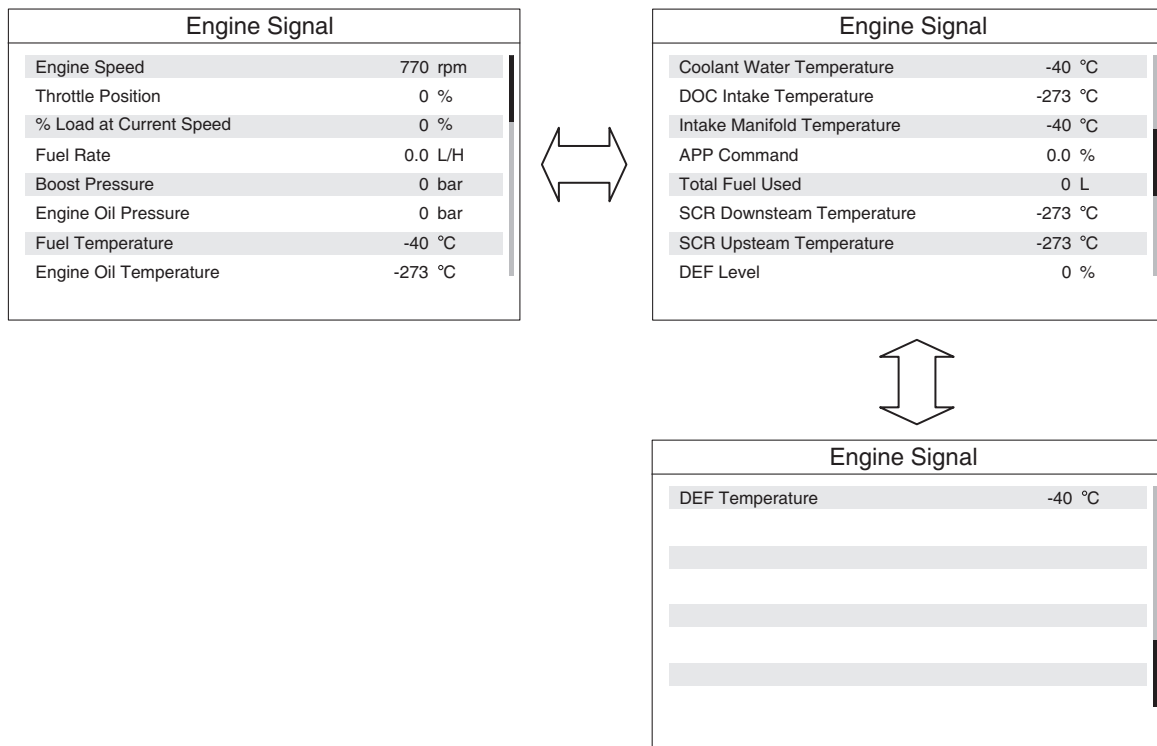 Engine Signal
Engine Speed 770 rpm
Throttle Position 0 %
% Load at Current Speed 0 %
Fuel Rate 0.0 L/H
Boost Pressure 0 bar
Engine Oil Pressure 0 bar
Fuel Temperature -40 ℃
Engine Oil Temperature -273 ℃
Engine Signal
Coolant Water Temperature -40 ℃
DOC Intake Temperature -273 ℃
Intake Manifold Temperature -40 ℃
APP Command 0.0 %
Total Fuel Used 0 L
SCR Downsteam Temperature -273 ℃
SCR Upsteam Temperature -273 ℃
DEF Level 0 %
Engine Signal
DEF Temperature -40 ℃